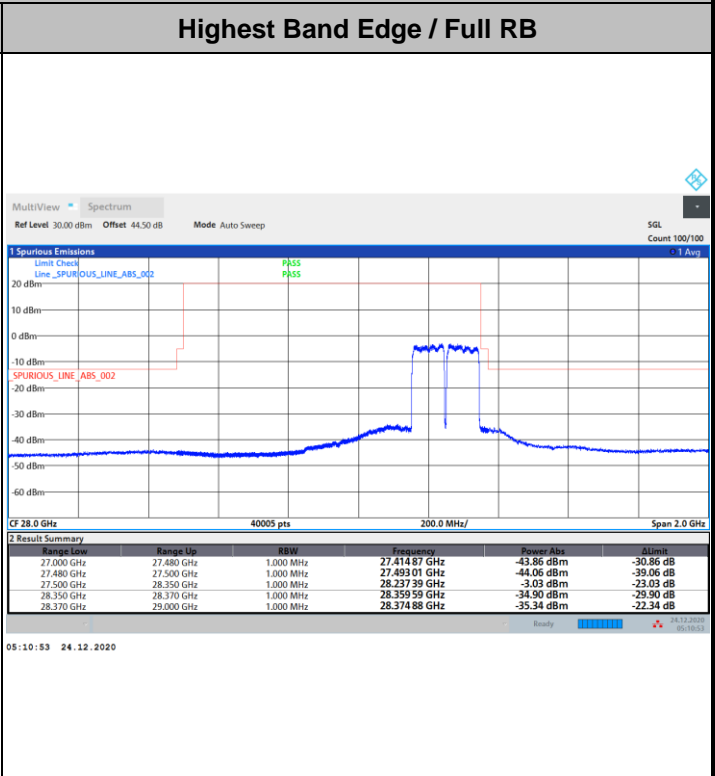 Highest Band Edge / Full RB
MultiView Spectrum
Ref Level 30.00 dBm Offset 44.50 dB Mode Auto Sweep SGL
Count 100/100
1 Spurious Emissions 1 Avg
Limit Check PASS
Line _SPURIOUS_LINE_ABS_002 PASS
20 dBm
10 dBm
0 dBm
-10 dBm
_SPURIOUS_LINE_ABS_002
-20 dBm
-30 dBm
-40 dBm
-50 dBm
-60 dBm
CF 28.0 GHz 40005 pts 200.0 MHz/ Span 2.0 GHz
2 Result Summary
Range Low Range Up RBW Frequency Power Abs ΔLimit
27.000 GHz 27.480 GHz 1.000 MHz 27.414 87 GHz -43.86 dBm -30.86 dB
27.480 GHz 27.500 GHz 1.000 MHz 27.493 01 GHz -44.06 dBm -39.06 dB
27.500 GHz 28.350 GHz 1.000 MHz 28.237 39 GHz -3.03 dBm -23.03 dB
28.350 GHz 28.370 GHz 1.000 MHz 28.359 59 GHz -34.90 dBm -29.90 dB
28.370 GHz 29.000 GHz 1.000 MHz 28.374 88 GHz -35.34 dBm -22.34 dB
Ready 24.12.2020
05:10:53
05:10:53 24.12.2020